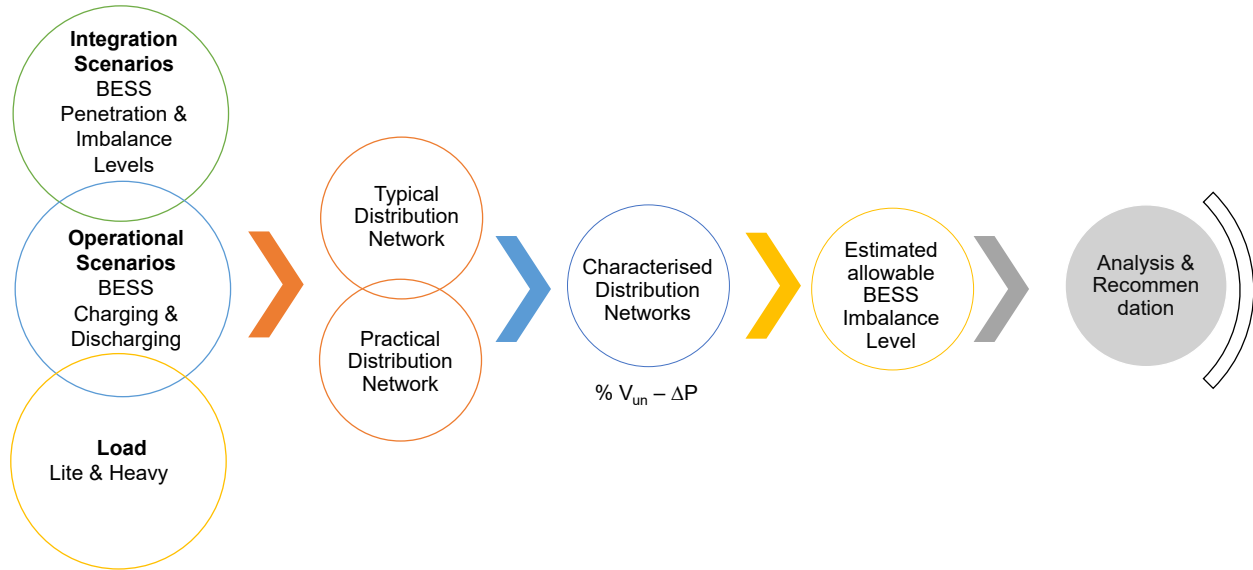 Integration
Scenarios
BESS
Penetration &
Imbalance
Levels
Operational
Scenarios
BESS
Charging &
Discharging
Load
Lite & Heavy
Typical
Distribution
Network
Practical
Distribution
Network
Characterised
Distribution
Networks
% Vun – ΔP
Estimated
allowable
BESS
Imbalance
Level
Analysis &
Recommen
dation